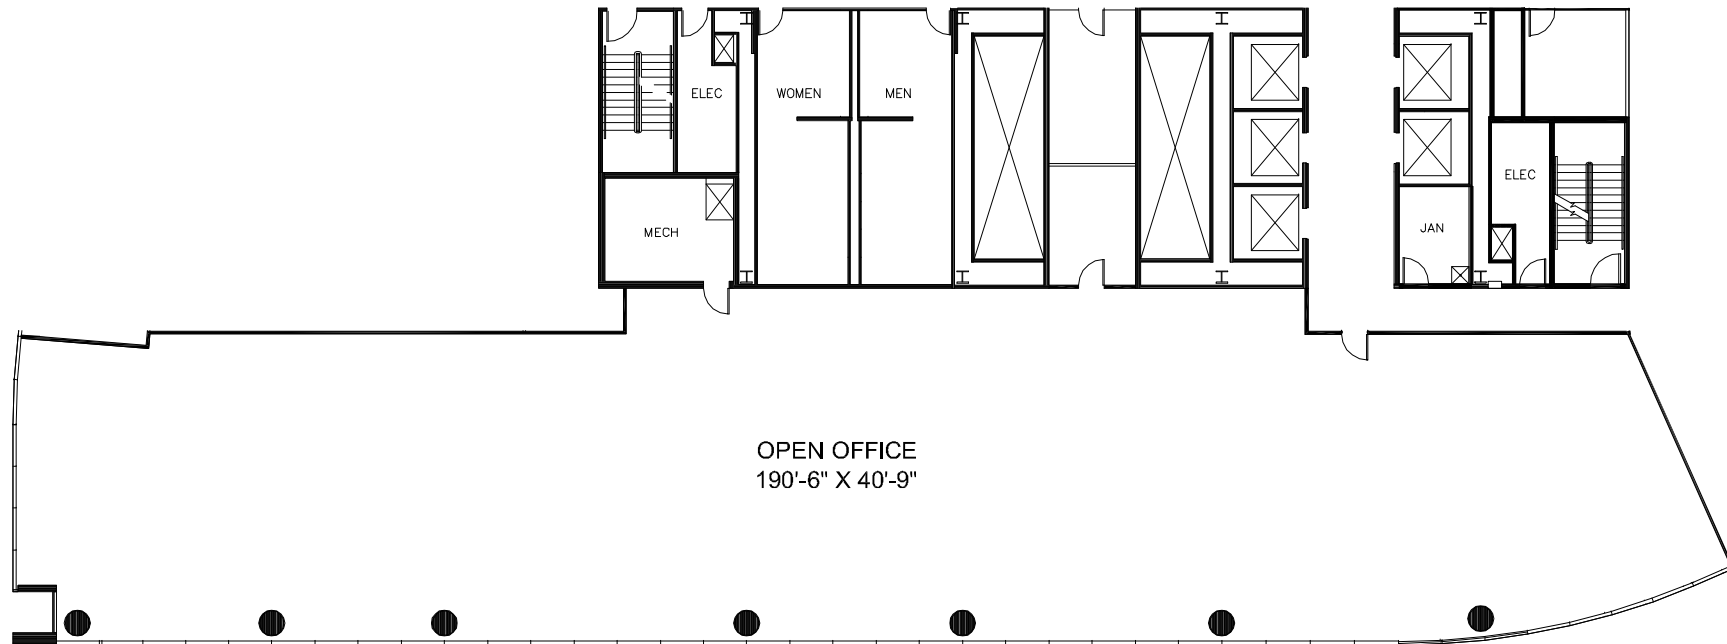 ELEC
WOMEN
MEN
ELEC
MECH
JAN
OPEN OFFICE
190'-6" X 40'-9"